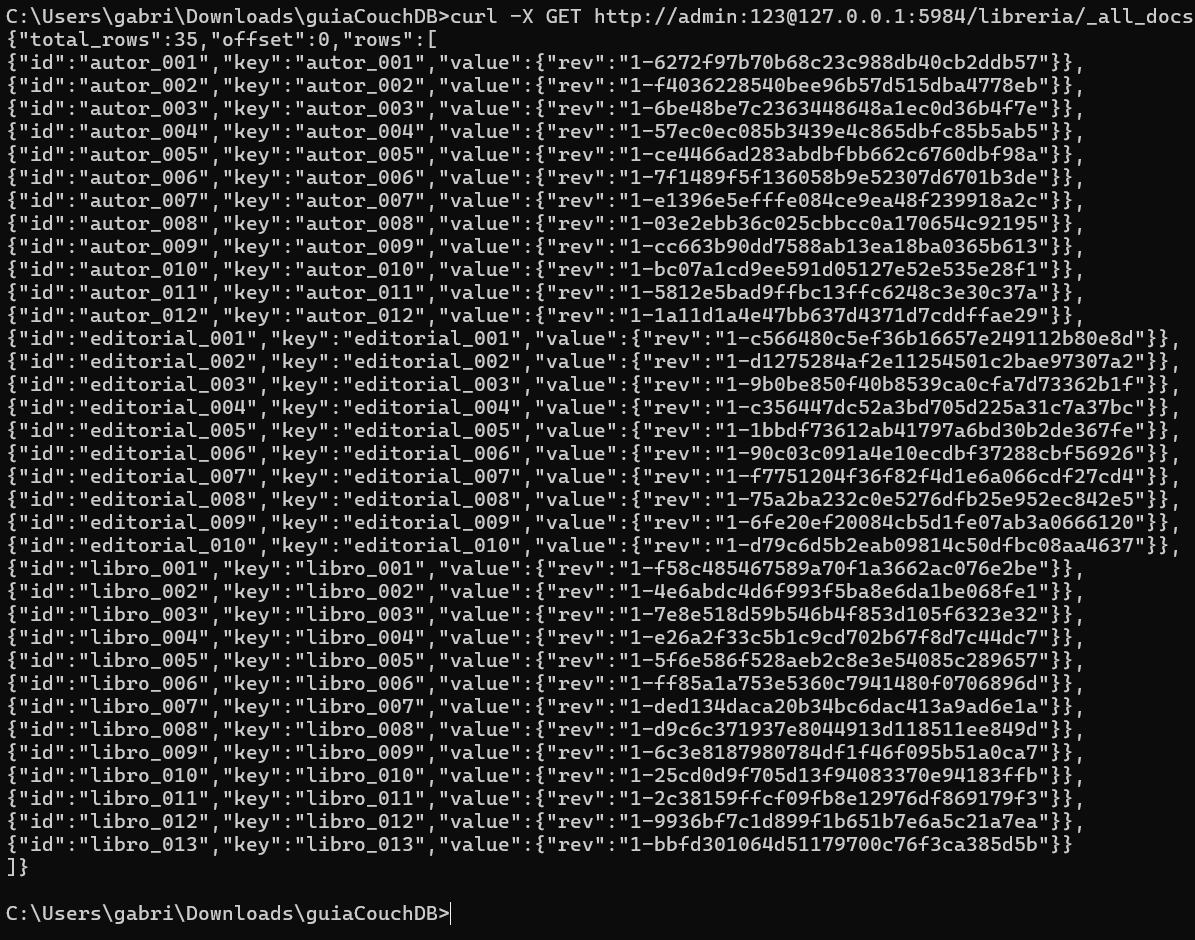 C:\Users\gabri\Downloads\guiaCouchDB>curl -X GET http://admin:123@127.0.0.1:5984/libreria/_all_docs
{"total_rows":35,"offset":0,"rows":[
{"id":"autor_001","key":"autor_001","value":{"rev":"1-6272f97b70b68c23c988db40cb2ddb57"}},
{"id":"autor_002","key":"autor_002","value":{"rev":"1-f4036228540bee96b57d515dba4778eb"}},
{"id":"autor_003","key":"autor_003","value":{"rev":"1-6be48be7c2363448648a1ec0d36b4f7e"}},
{"id":"autor_004","key":"autor_004","value":{"rev":"1-57ec0ec085b3439e4c865dbfc85b5ab5"}},
{"id":"autor_005","key":"autor_005","value":{"rev":"1-ce4466ad283abdbfbb662c6760dbf98a"}},
{"id":"autor_006","key":"autor_006","value":{"rev":"1-7f1489f5f136058b9e52307d6701b3de"}},
{"id":"autor_007","key":"autor_007","value":{"rev":"1-e1396e5efffe084ce9ea48f239918a2c"}},
{"id":"autor_008","key":"autor_008","value":{"rev":"1-03e2ebb36c025cbbcc0a170654c92195"}},
{"id":"autor_009","key":"autor_009","value":{"rev":"1-cc663b90dd7588ab13ea18ba0365b613"}},
{"id":"autor_010","key":"autor_010","value":{"rev":"1-bc07a1cd9ee591d05127e52e535e28f1"}},
{"id":"autor_011","key":"autor_011","value":{"rev":"1-5812e5bad9ffbc13ffc6248c3e30c37a"}},
{"id":"autor_012","key":"autor_012","value":{"rev":"1-1a11d1a4e47bb637d4371d7cddffae29"}},
{"id":"editorial_001","key":"editorial_001","value":{"rev":"1-c566480c5ef36b16657e249112b80e8d"}},
{"id":"editorial_002","key":"editorial_002","value":{"rev":"1-d1275284af2e11254501c2bae97307a2"}},
{"id":"editorial_003","key":"editorial_003","value":{"rev":"1-9b0be850f40b8539ca0cfa7d73362b1f"}},
{"id":"editorial_004","key":"editorial_004","value":{"rev":"1-c356447dc52a3bd705d225a31c7a37bc"}},
{"id":"editorial_005","key":"editorial_005","value":{"rev":"1-1bbdf73612ab41797a6bd30b2de367fe"}},
{"id":"editorial_006","key":"editorial_006","value":{"rev":"1-90c03c091a4e10ecdbf37288cbf56926"}},
{"id":"editorial_007","key":"editorial_007","value":{"rev":"1-f7751204f36f82f4d1e6a066cdf27cd4"}},
{"id":"editorial_008","key":"editorial_008","value":{"rev":"1-75a2ba232c0e5276dfb25e952ec842e5"}},
{"id":"editorial_009","key":"editorial_009","value":{"rev":"1-6fe20ef20084cb5d1fe07ab3a0666120"}},
{"id":"editorial_010","key":"editorial_010","value":{"rev":"1-d79c6d5b2eab09814c50dfbc08aa4637"}},
{"id":"libro_001","key":"libro_001","value":{"rev":"1-f58c485467589a70f1a3662ac076e2be"}},
{"id":"libro_002","key":"libro_002","value":{"rev":"1-4e6abdc4d6f993f5ba8e6da1be068fe1"}},
{"id":"libro_003","key":"libro_003","value":{"rev":"1-7e8e518d59b546b4f853d105f6323e32"}},
{"id":"libro_004","key":"libro_004","value":{"rev":"1-e26a2f33c5b1c9cd702b67f8d7c44dc7"}},
{"id":"libro_005","key":"libro_005","value":{"rev":"1-5f6e586f528aeb2c8e3e54085c289657"}},
{"id":"libro_006","key":"libro_006","value":{"rev":"1-ff85a1a753e5360c7941480f0706896d"}},
{"id":"libro_007","key":"libro_007","value":{"rev":"1-ded134daca20b34bc6dac413a9ad6e1a"}},
{"id":"libro_008","key":"libro_008","value":{"rev":"1-d9c6c371937e8044913d118511ee849d"}},
{"id":"libro_009","key":"libro_009","value":{"rev":"1-6c3e8187980784df1f46f095b51a0ca7"}},
{"id":"libro_010","key":"libro_010","value":{"rev":"1-25cd0d9f705d13f94083370e94183ffb"}},
{"id":"libro_011","key":"libro_011","value":{"rev":"1-2c38159ffcf09fb8e12976df869179f3"}},
{"id":"libro_012","key":"libro_012","value":{"rev":"1-9936bf7c1d899f1b651b7e6a5c21a7ea"}},
{"id":"libro_013","key":"libro_013","value":{"rev":"1-bbfd301064d51179700c76f3ca385d5b"}}
]}
C:\Users\gabri\Downloads\guiaCouchDB>